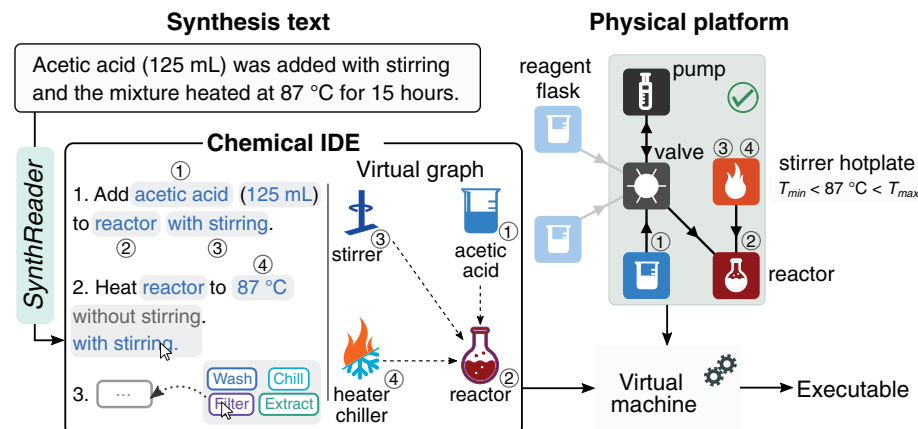 Synthesis text
Acetic acid (125 mL) was added with stirring
and the mixture heated at 87 °C for 15 hours.
SynthReader
Chemical IDE
①
1. Add acetic acid (125 mL)
to reactor with stirring.
② ③
④
2. Heat reactor to 87 °C
without stirring.
with stirring.
3. ...
Wash Chill
Filter Extract
Virtual graph
stirrer ③
① acetic
acid
heater ④
chiller
reactor ②
Physical platform
reagent
flask
pump
valve
③ ④
stirrer hotplate
Tmin < 87 °C < Tmax
① ②
reactor
Virtual
machine
Executable